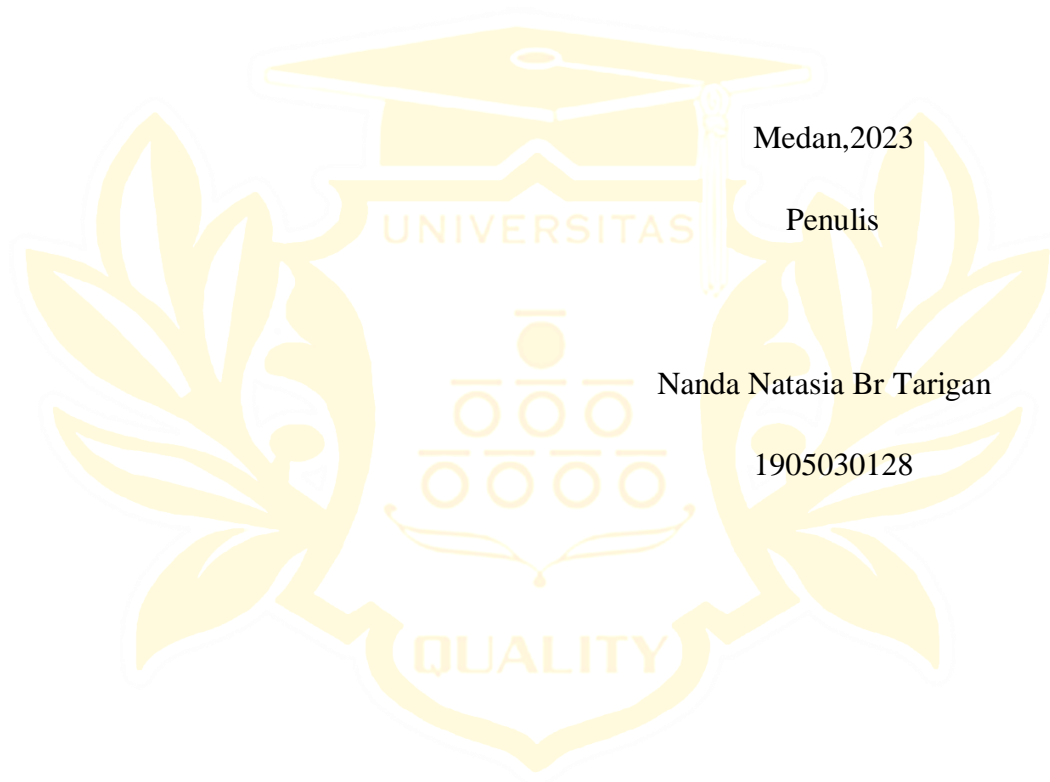 Medan,2023
UNIVERSITAS
Penulis
Nanda Natasia Br Tarigan
1905030128
QUALITY